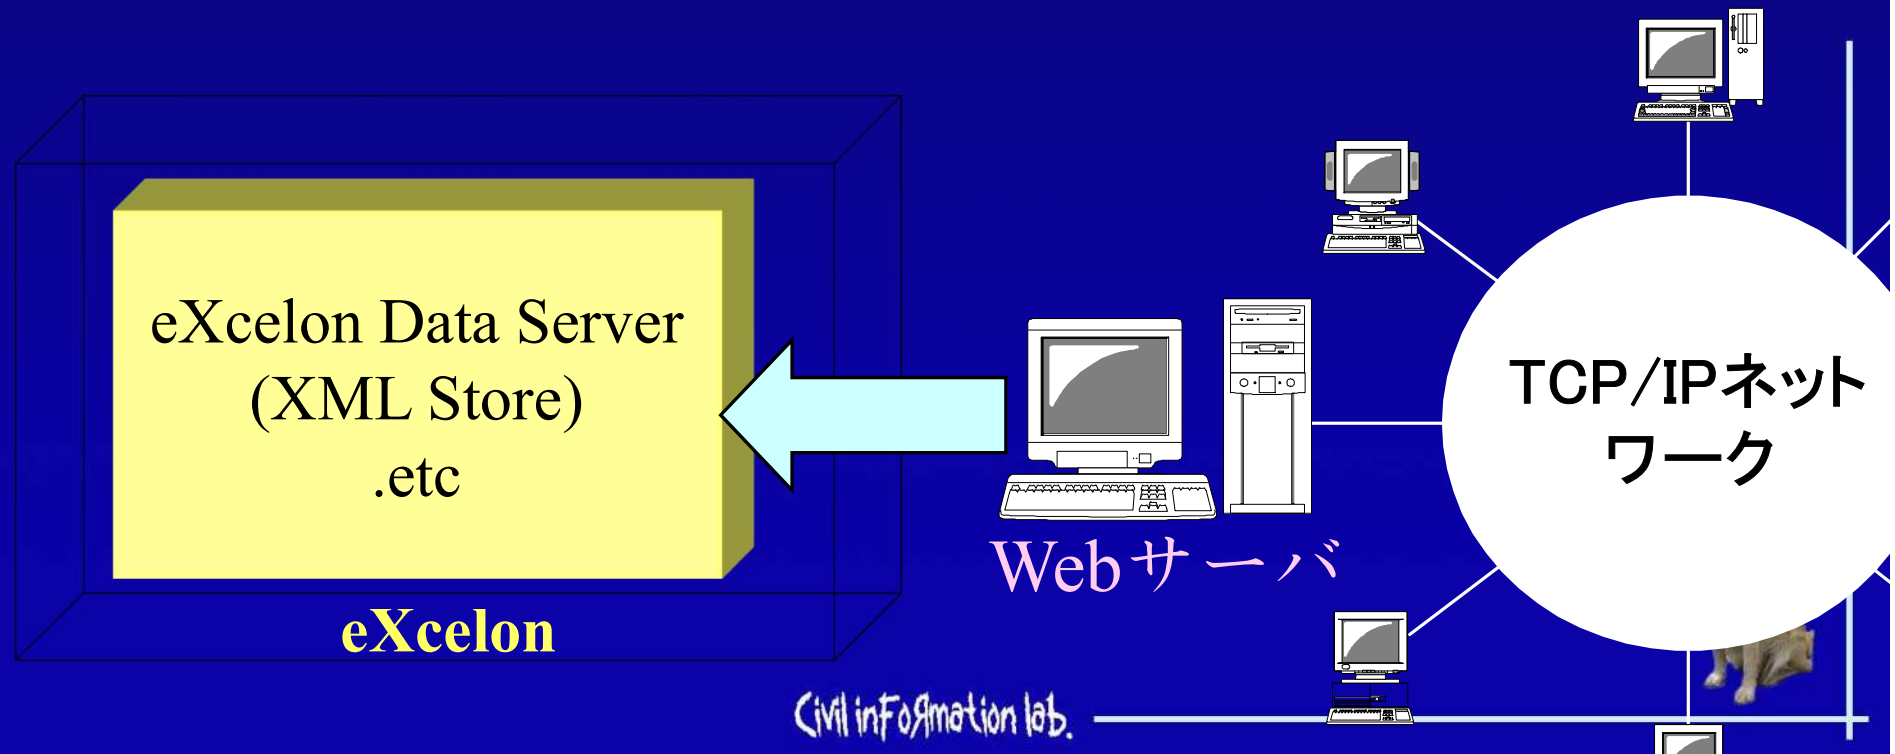 eXcelon Data Server
(XML Store)
.etc
eXcelon
Webサーバ
TCP/IPネット
ワーク
Civil inFoRmation lab.